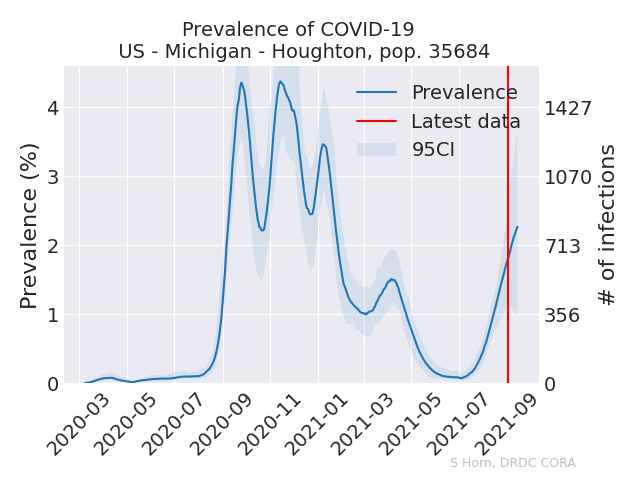 Prevalence of COVID-19
US - Michigan - Houghton, pop. 35684
Prevalence
Latest data
95CI
Prevalence (%)
4
3
2
1
0
# of infections
1427
1070
713
356
0
2020-03
2020-05
2020-07
2020-09
2020-11
2021-01
2021-03
2021-05
2021-07
2021-09
S Horn, DRDC CORA